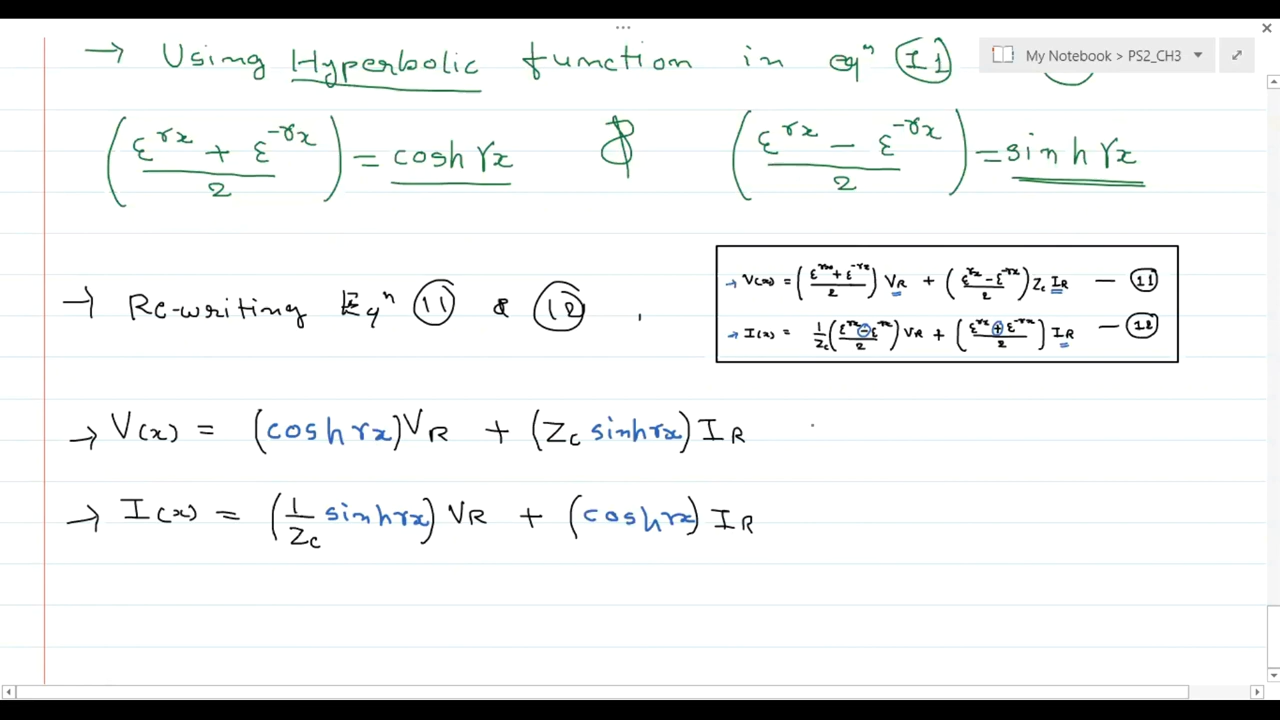 → Using Hyperbolic function in eqⁿ 11
My Notebook > PS2_CH3
(ε^γx + ε^-γx / 2) = cosh γx & (ε^γx − ε^-γx / 2) = sinh γx
→ Re-writing Eqⁿ 11 & 12 .
→ V(x) = (ε^γx + ε^-γx / 2) VR + (ε^γx − ε^-γx / 2) Zc IR — 11
→ I(x) = 1/Zc (ε^γx − ε^-γx / 2) VR + (ε^γx + ε^-γx / 2) IR — 12
→ V(x) = (cosh γx) VR + (Zc sinh γx) IR
→ I(x) = (1/Zc sinh γx) VR + (cosh γx) IR